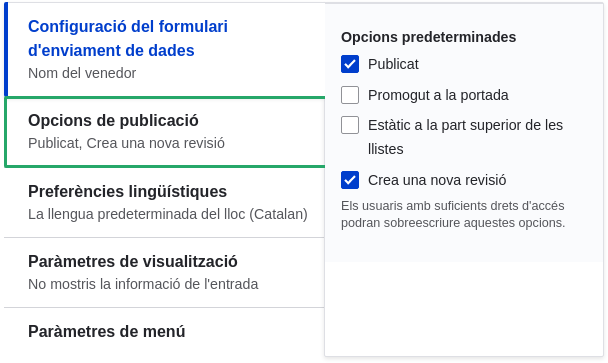 Configuració del formulari
d'enviament de dades
Nom del venedor
Opcions de publicació
Publicat, Crea una nova revisió
Preferències lingüístiques
La llengua predeterminada del lloc (Catalan)
Paràmetres de visualització
No mostris la informació de l'entrada
Paràmetres de menú
Opcions predeterminades
Publicat
Promogut a la portada
Estàtic a la part superior de les
llistes
Crea una nova revisió
Els usuaris amb suficients drets d'accés
podran sobreescriure aquestes opcions.